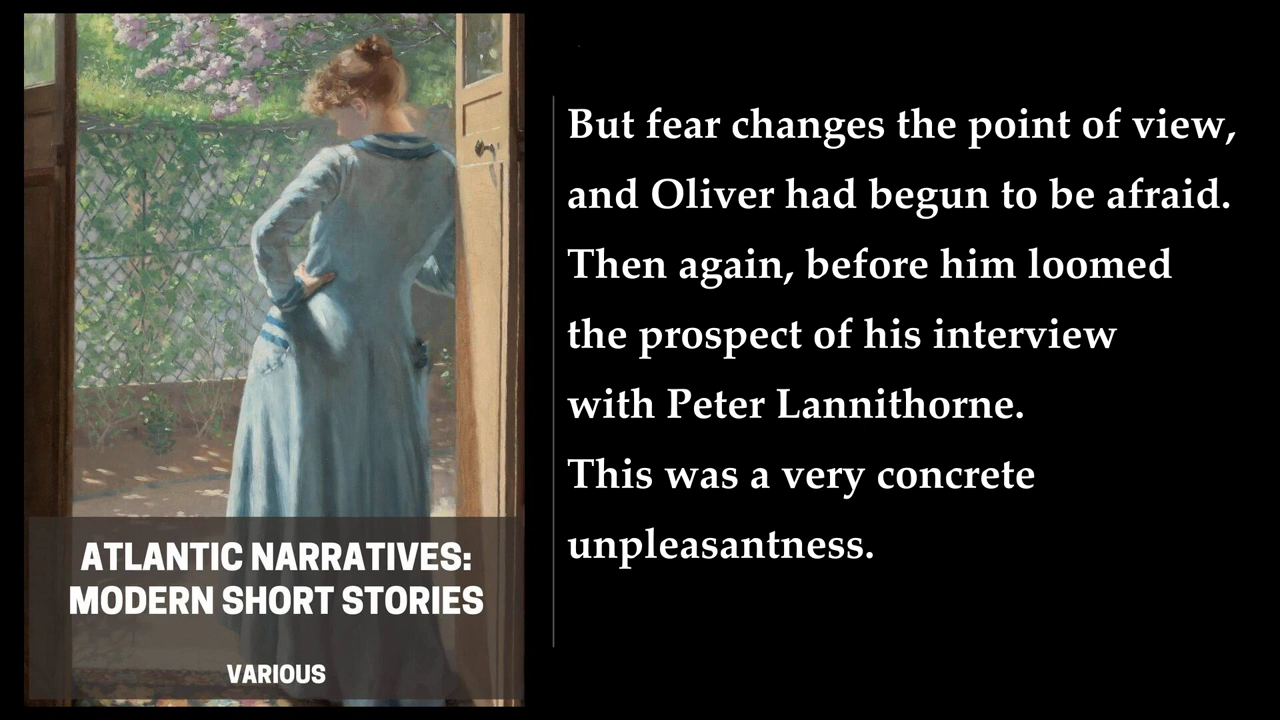 ATLANTIC NARRATIVES:
MODERN SHORT STORIES
VARIOUS
But fear changes the point of view,
and Oliver had begun to be afraid.
Then again, before him loomed
the prospect of his interview
with Peter Lannithorne.
This was a very concrete
unpleasantness.